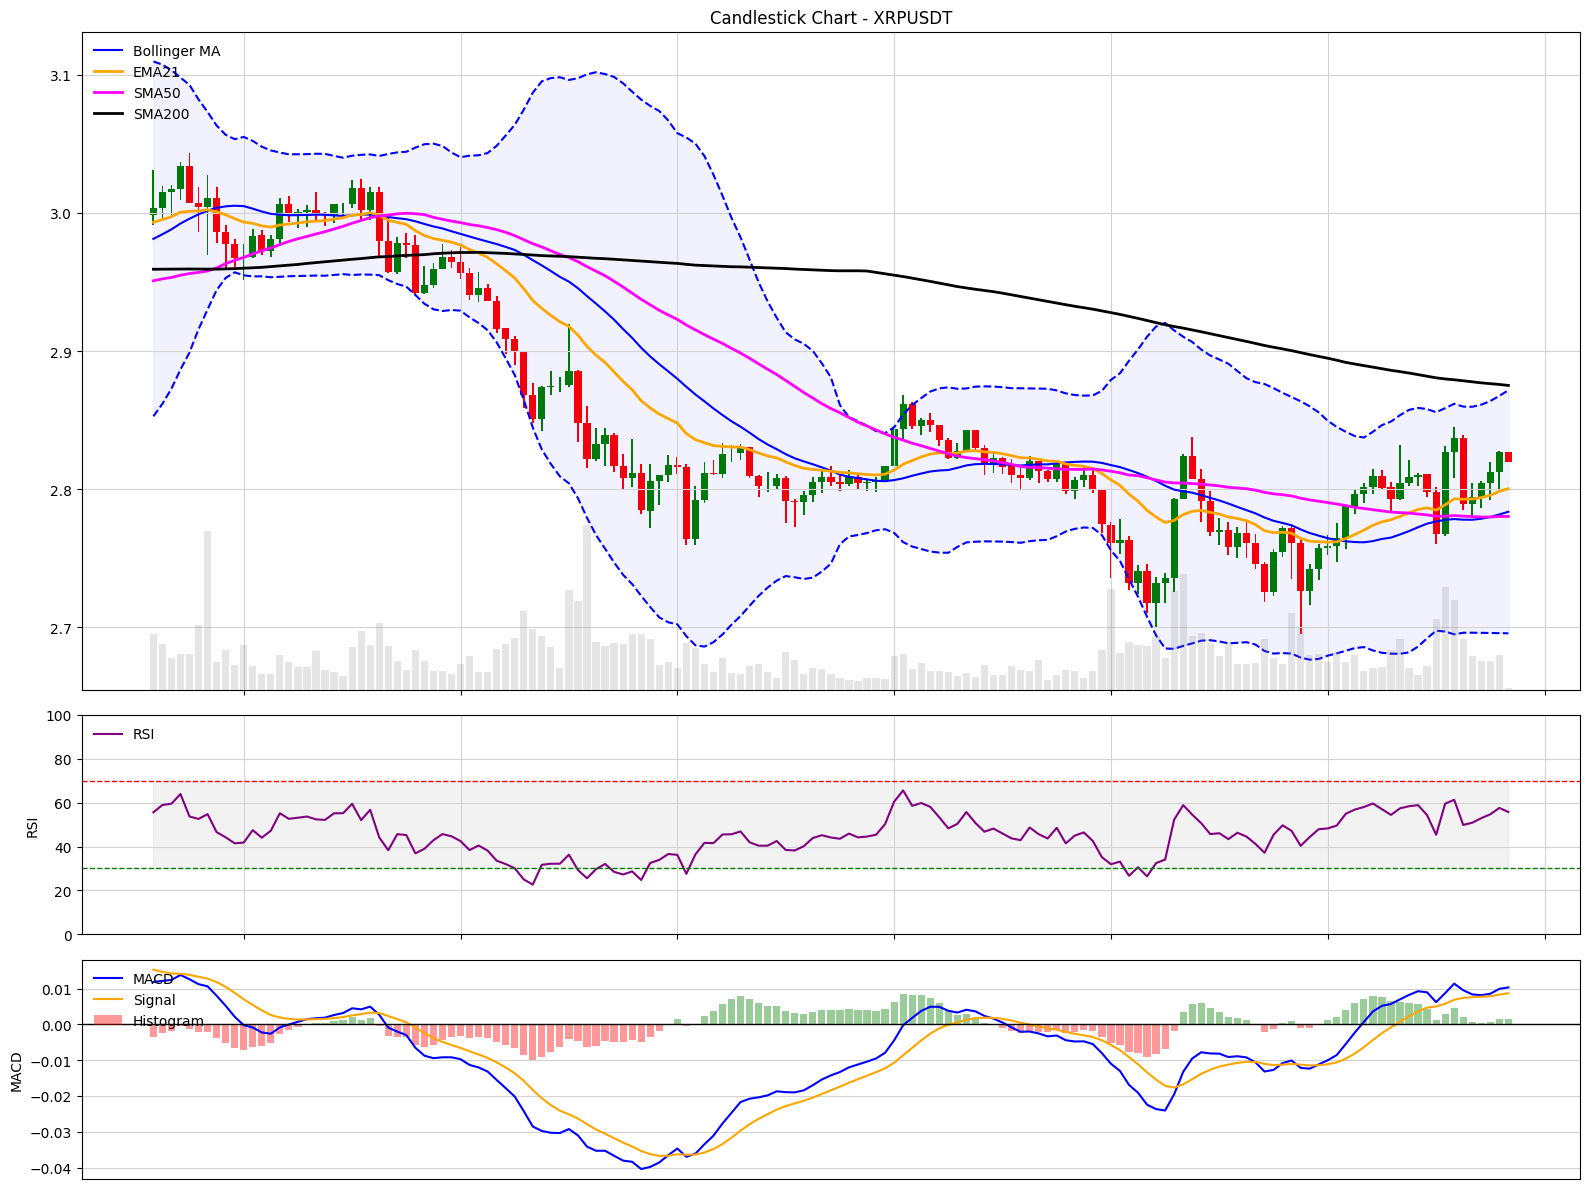 Candlestick Chart - XRPUSDT
Bollinger MA
EMA21
SMA50
SMA200
3.1
3.0
2.9
2.8
2.7
RSI
100
80
60
40
20
0
RSI
MACD
Signal
Histogram
0.01
0.00
−0.01
−0.02
−0.03
−0.04
MACD